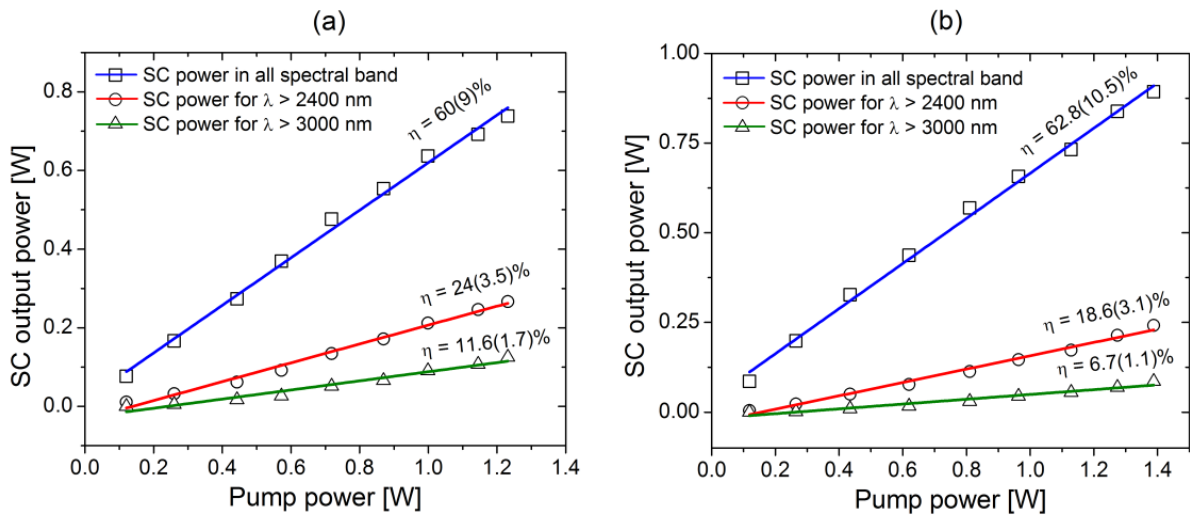 (a)
SC output power [W]
0.8
0.6
0.4
0.2
0.0
SC power in all spectral band
SC power for λ > 2400 nm
SC power for λ > 3000 nm
η = 60(9)%
η = 24(3.5)%
η = 11.6(1.7)%
0.0 0.2 0.4 0.6 0.8 1.0 1.2 1.4
Pump power [W]
(b)
SC output power [W]
1.00
0.75
0.50
0.25
0.00
SC power in all spectral band
SC power for λ > 2400 nm
SC power for λ > 3000 nm
η = 62.8(10.5)%
η = 18.6(3.1)%
η = 6.7(1.1)%
0.0 0.2 0.4 0.6 0.8 1.0 1.2 1.4
Pump power [W]